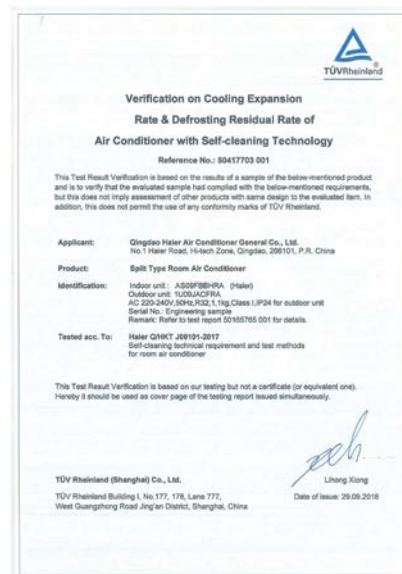 TÜVRheinland
Verification on Cooling Expansion
Rate & Defrosting Residual Rate of
Air Conditioner with Self-cleaning Technology
Reference No.: 50417703 001
This Test Result Verification is based on the results of a sample of the below-mentioned product
and is to verify that the evaluated sample had complied with the below-mentioned requirements,
but this does not imply assessment of other products with same design to the evaluated item. In
addition, this does not permit the use of any conformity marks of TÜV Rheinland.
Applicant: Qingdao Haier Air Conditioner General Co., Ltd.
No.1 Haier Road, Hi-tech Zone, Qingdao, 266101, P.R. China
Product: Split Type Room Air Conditioner
Identification: Indoor unit : AS09FBBHRA (Haier)
Outdoor unit: 1U09JACFRA
AC 220-240V,50Hz,R32,1.1kg,Class I,IP24 for outdoor unit
Serial No.: Engineering sample
Remark: Refer to test report 50165765 001 for details.
Tested acc. To: Haier Q/HKT J09101-2017
Self-cleaning technical requirement and test methods
for room air conditioner
This Test Result Verification is based on our testing but not a certificate (or equivalent one).
Hereby it should be used as cover page of the testing report issued simultaneously.
TÜV Rheinland (Shanghai) Co., Ltd.
Lihong Xiong
TÜV Rheinland Building I, No.177, 178, Lane 777,
Date of issue: 29.09.2018
West Guangzhong Road Jing'an District, Shanghai, China